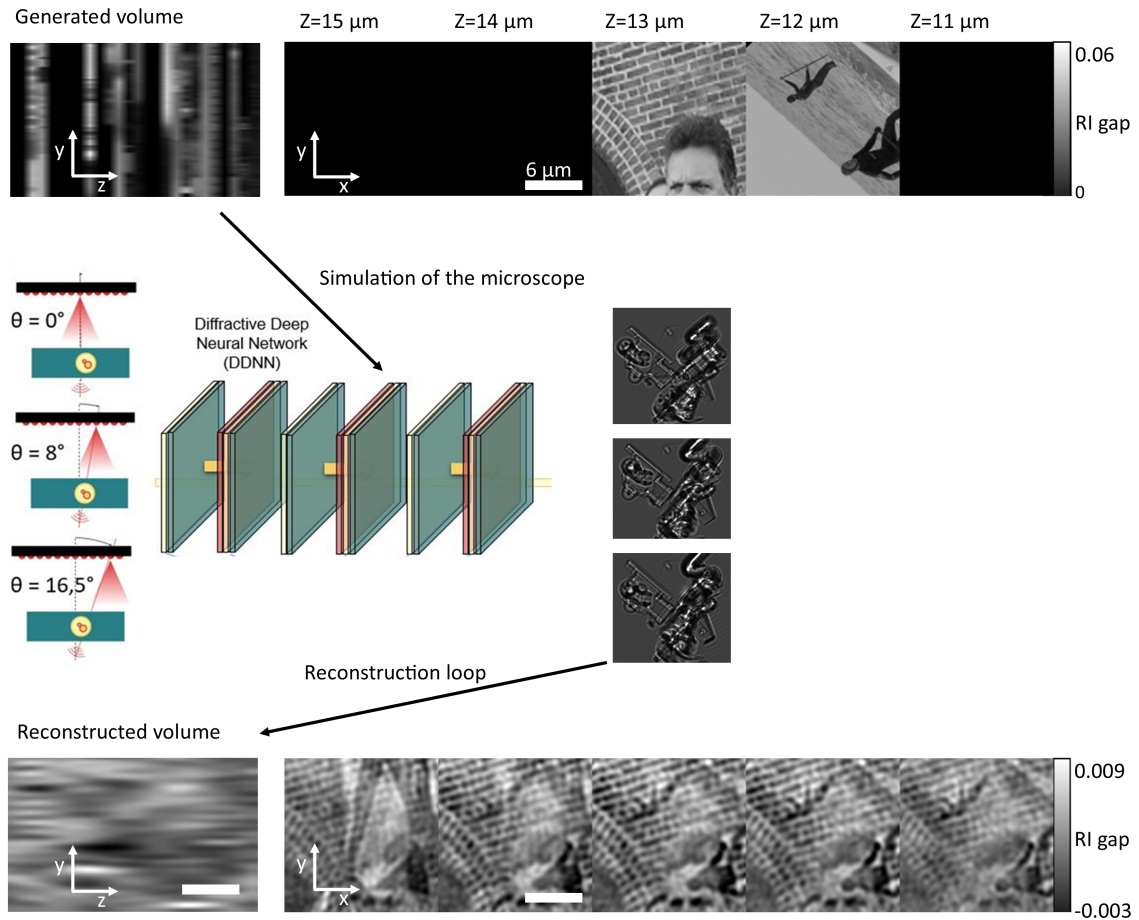 Generated volume
Z=15 µm
Z=14 µm
Z=13 µm
Z=12 µm
Z=11 µm
0.06
RI gap
0
y
z
y
x
6 µm
Simulation of the microscope
θ = 0°
θ = 8°
θ = 16,5°
Diffractive Deep
Neural Network
(DDNN)
Reconstruction loop
Reconstructed volume
0.009
RI gap
-0.003
y
z
y
x